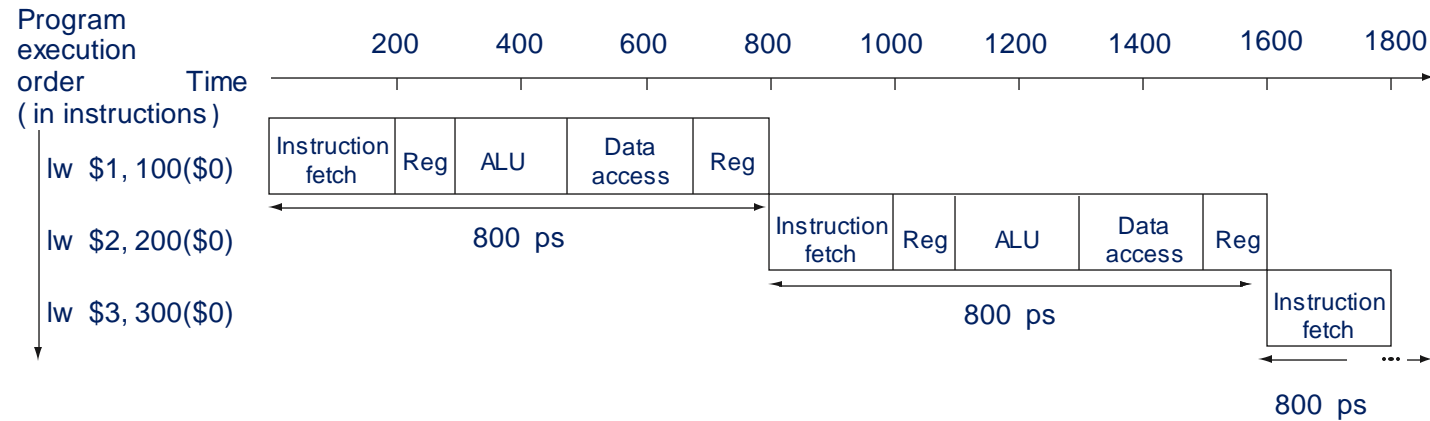 Program
execution
order Time
( in instructions )
200 400 600 800 1000 1200 1400 1600 1800
lw $1, 100($0)
Instruction
fetch
Reg
ALU
Data
access
Reg
800 ps
lw $2, 200($0)
Instruction
fetch
Reg
ALU
Data
access
Reg
800 ps
lw $3, 300($0)
Instruction
fetch
...
800 ps